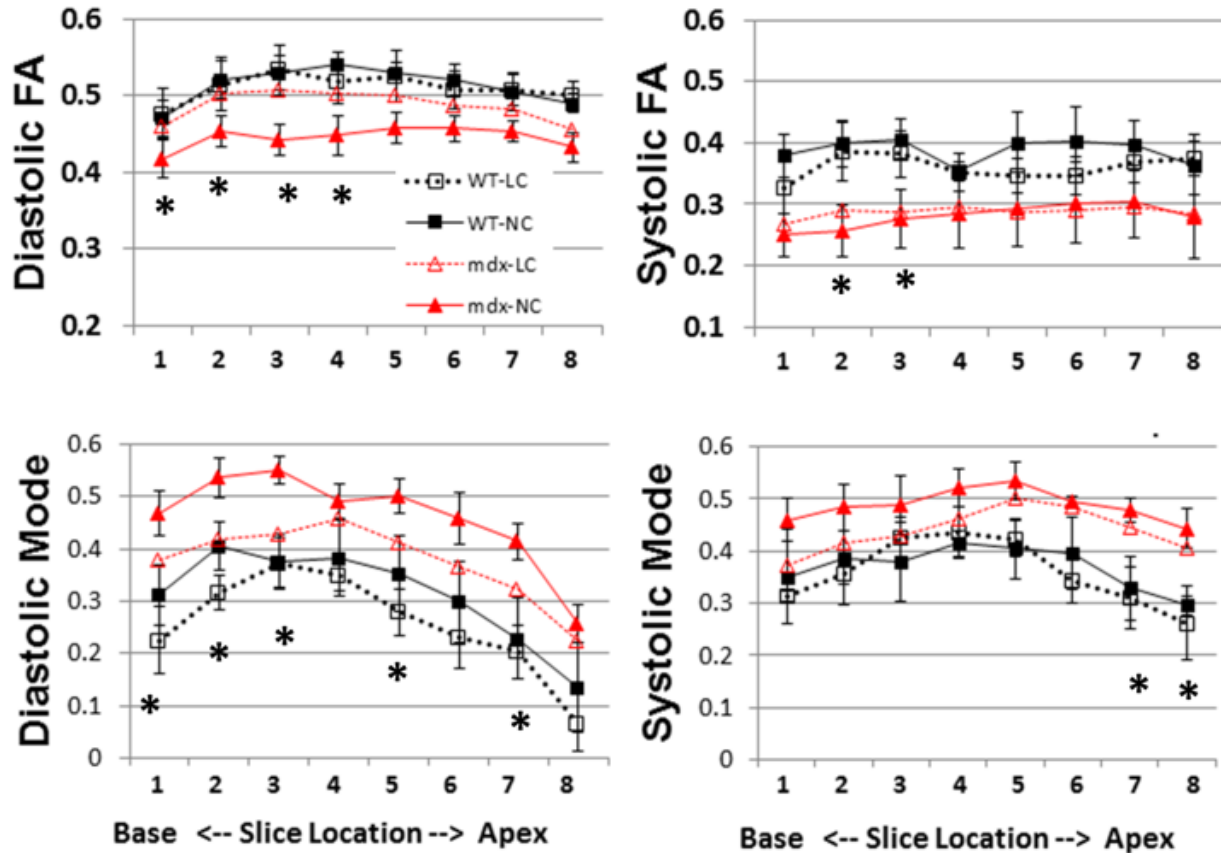 Diastolic FA
0.6
0.5
0.4
0.3
0.2
* * * *
WT-LC
WT-NC
mdx-LC
mdx-NC
1 2 3 4 5 6 7 8
Systolic FA
0.6
0.5
0.4
0.3
0.2
0.1
* *
1 2 3 4 5 6 7 8
Diastolic Mode
0.6
0.5
0.4
0.3
0.2
0.1
0
* * * * *
1 2 3 4 5 6 7 8
Base <-- Slice Location --> Apex
Systolic Mode
0.6
0.5
0.4
0.3
0.2
0.1
0
* *
1 2 3 4 5 6 7 8
Base <-- Slice Location --> Apex